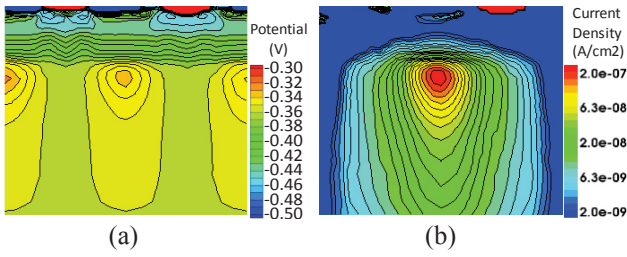 Potential
(V)
-0.30
-0.32
-0.34
-0.36
-0.38
-0.40
-0.42
-0.44
-0.46
-0.48
-0.50
(a)
Current
Density
(A/cm2)
2.0e-07
6.3e-08
2.0e-08
6.3e-09
2.0e-09
(b)